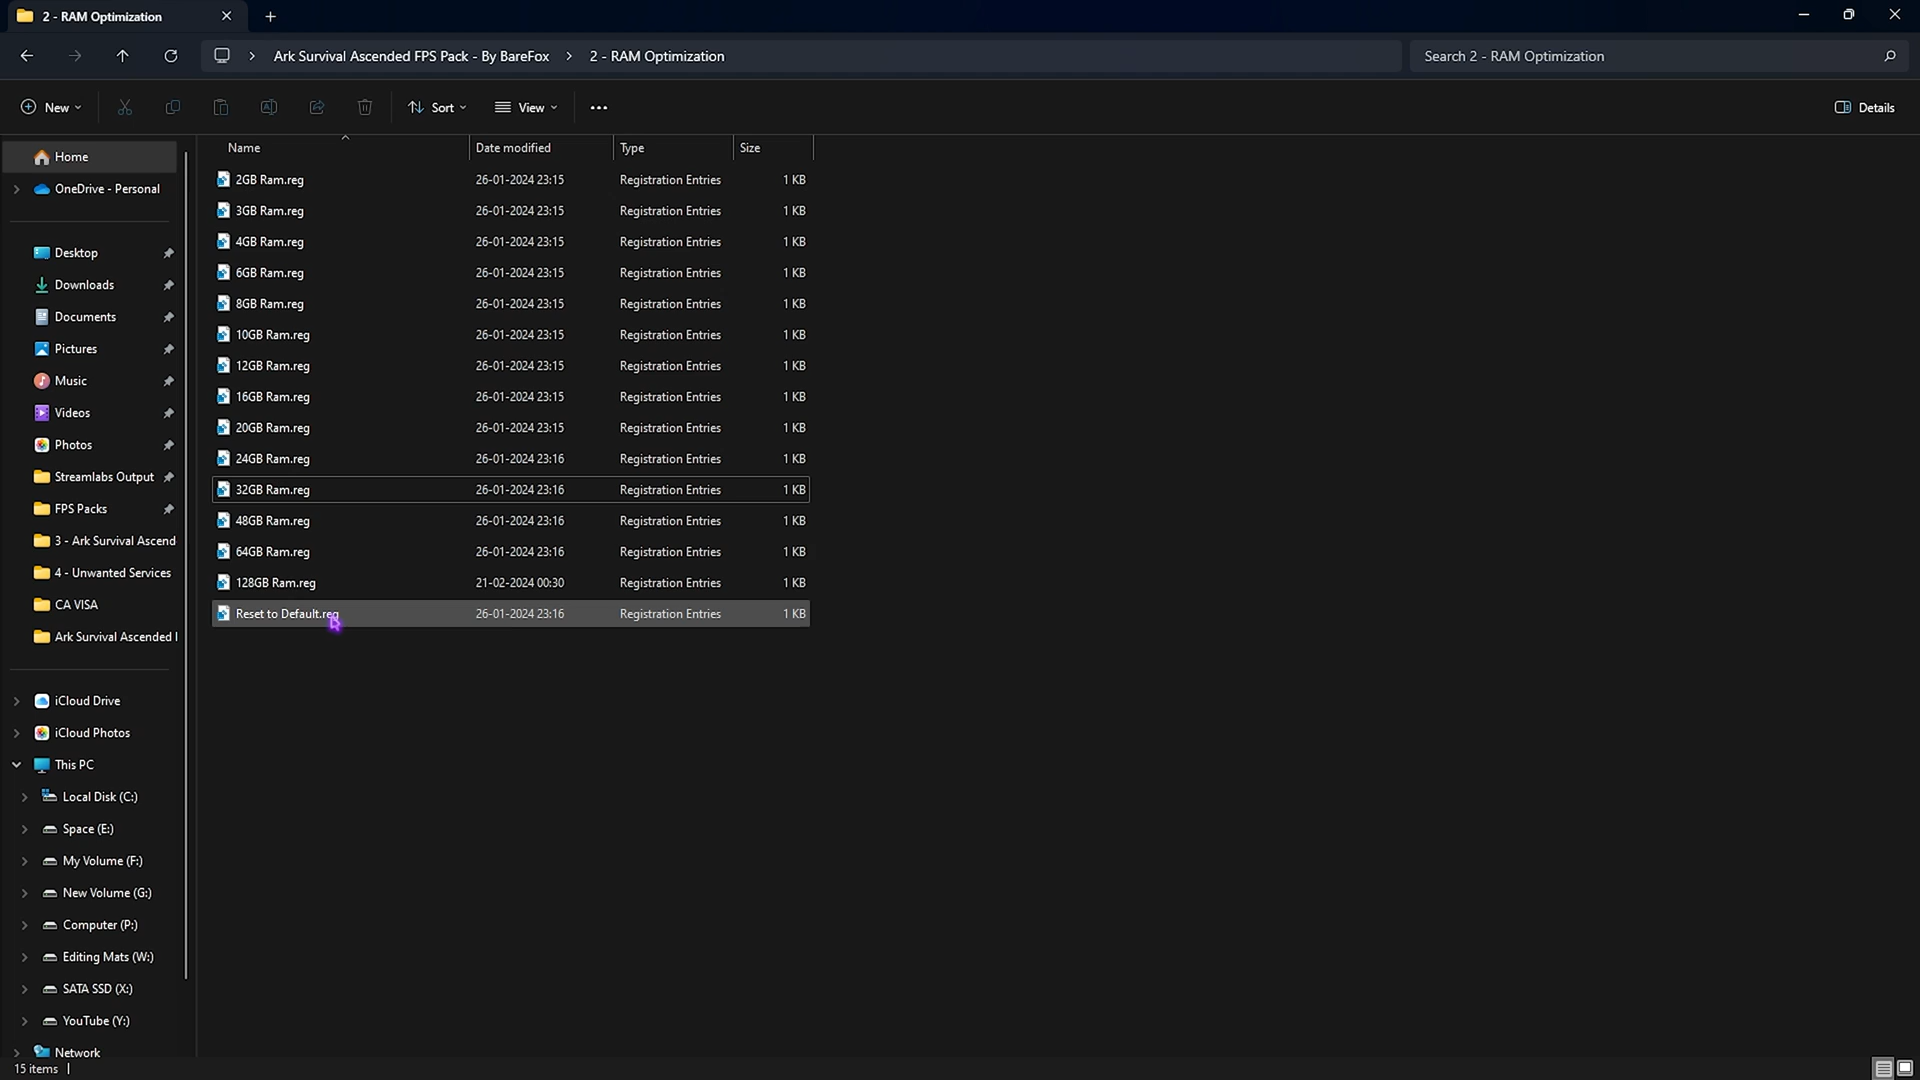 2 - RAM Optimization
Ark Survival Ascended FPS Pack - By BareFox > 2 - RAM Optimization
Search 2 - RAM Optimization
New
Sort
View
Details
Name Date modified Type Size
2GB Ram.reg 26-01-2024 23:15 Registration Entries 1 KB
3GB Ram.reg 26-01-2024 23:15 Registration Entries 1 KB
4GB Ram.reg 26-01-2024 23:15 Registration Entries 1 KB
6GB Ram.reg 26-01-2024 23:15 Registration Entries 1 KB
8GB Ram.reg 26-01-2024 23:15 Registration Entries 1 KB
10GB Ram.reg 26-01-2024 23:15 Registration Entries 1 KB
12GB Ram.reg 26-01-2024 23:15 Registration Entries 1 KB
16GB Ram.reg 26-01-2024 23:15 Registration Entries 1 KB
20GB Ram.reg 26-01-2024 23:15 Registration Entries 1 KB
24GB Ram.reg 26-01-2024 23:16 Registration Entries 1 KB
32GB Ram.reg 26-01-2024 23:16 Registration Entries 1 KB
48GB Ram.reg 26-01-2024 23:16 Registration Entries 1 KB
64GB Ram.reg 26-01-2024 23:16 Registration Entries 1 KB
128GB Ram.reg 21-02-2024 00:30 Registration Entries 1 KB
Reset to Default.reg 26-01-2024 23:16 Registration Entries 1 KB
Home
OneDrive - Personal
Desktop
Downloads
Documents
Pictures
Music
Videos
Photos
Streamlabs Output
FPS Packs
3 - Ark Survival Ascend
4 - Unwanted Services
CA VISA
Ark Survival Ascended
iCloud Drive
iCloud Photos
This PC
Local Disk (C:)
Space (E:)
My Volume (F:)
New Volume (G:)
Computer (P:)
Editing Mats (W:)
SATA SSD (X:)
YouTube (Y:)
Network
15 items